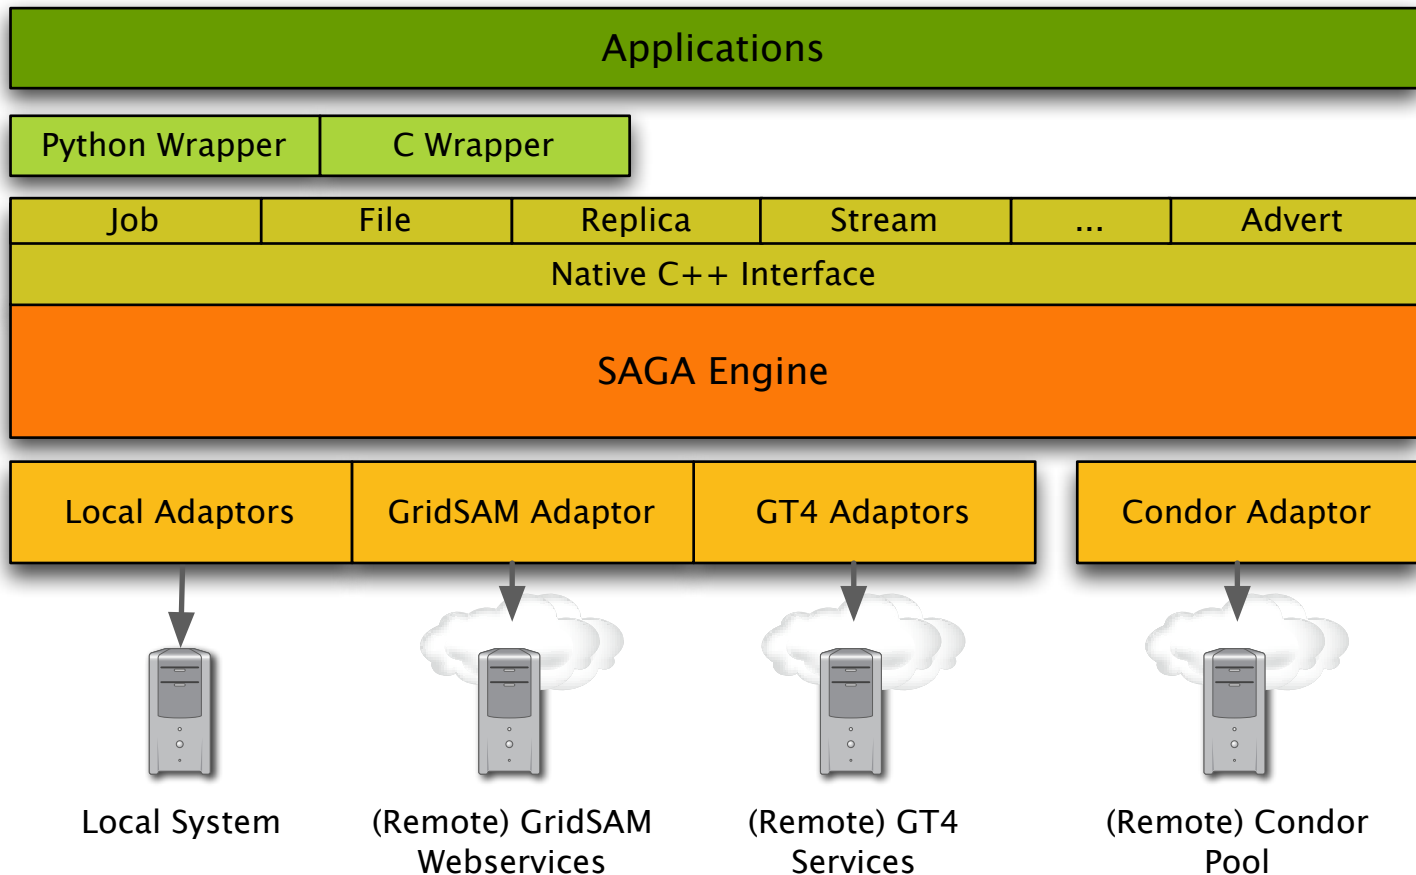 Applications
Python Wrapper
C Wrapper
Job
File
Replica
Stream
...
Advert
Native C++ Interface
SAGA Engine
Local Adaptors
GridSAM Adaptor
GT4 Adaptors
Condor Adaptor
Local System
(Remote) GridSAM
Webservices
(Remote) GT4
Services
(Remote) Condor
Pool